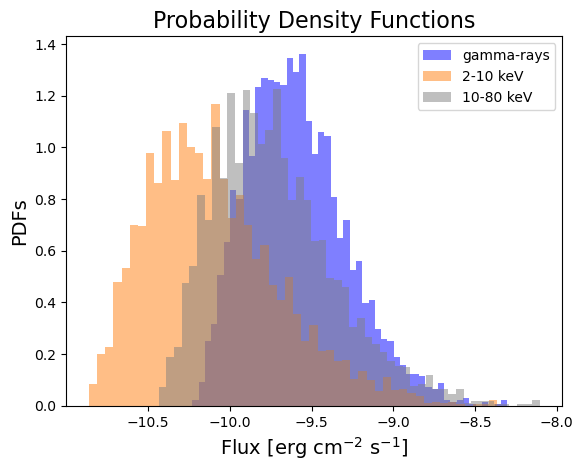 Probability Density Functions
gamma-rays
2-10 keV
10-80 keV
PDFs
1.4
1.2
1.0
0.8
0.6
0.4
0.2
0.0
−10.5 −10.0 −9.5 −9.0 −8.5 −8.0
Flux [erg cm⁻² s⁻¹]